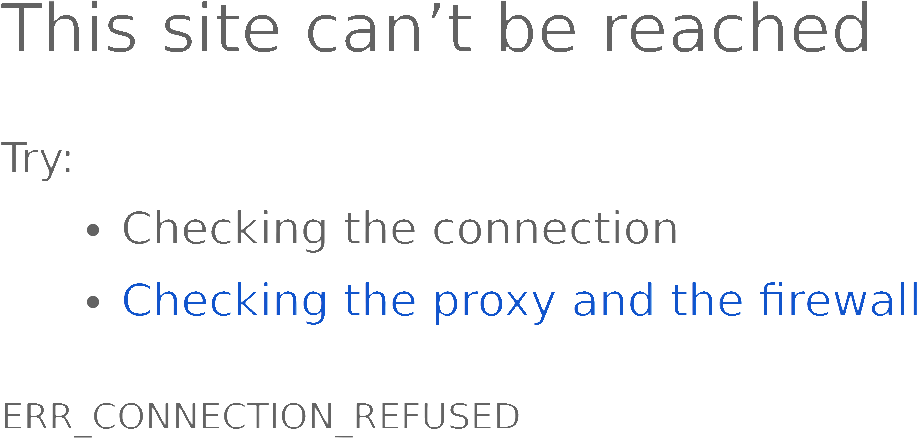 This site can’t be reached
Try:
• Checking the connection
• Checking the proxy and the firewall
ERR_CONNECTION_REFUSED